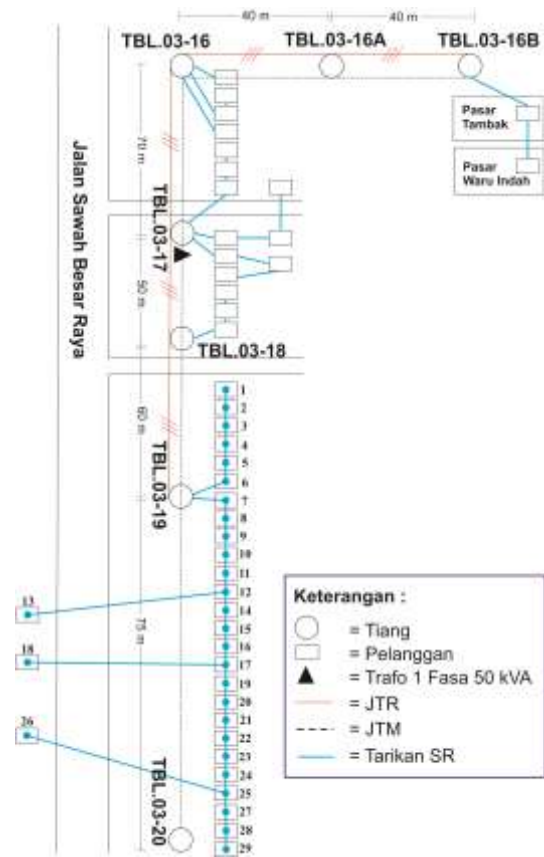 40 m
40 m
TBL.03-16
TBL.03-16A
TBL.03-16B
Pasar
Tambak
Pasar
Waru Indah
70 m
Jalan Sawah Besar Raya
TBL.03-17
50 m
TBL.03-18
60 m
TBL.03-19
1
2
3
4
5
6
7
8
9
10
11
12
13
14
15
16
17
18
19
20
21
22
23
24
25
26
27
28
29
75 m
TBL.03-20
Keterangan :
= Tiang
= Pelanggan
= Trafo 1 Fasa 50 kVA
= JTR
= JTM
= Tarikan SR